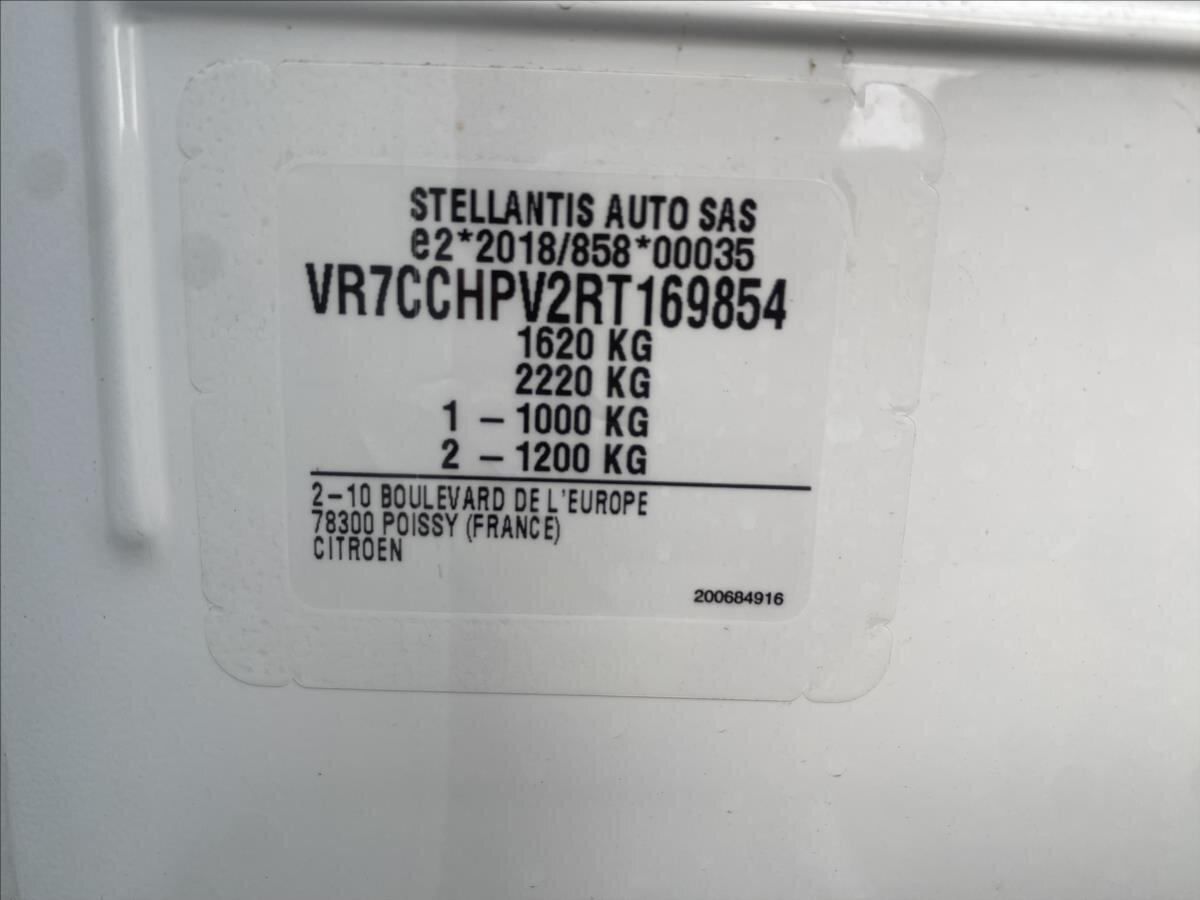 STELLANTIS AUTO SAS
e2*2018/858*00035
VR7CCHPV2RT169854
1620 KG
2220 KG
1 – 1000 KG
2 – 1200 KG
2–10 BOULEVARD DE L'EUROPE
78300 POISSY (FRANCE)
CITROEN
200684916